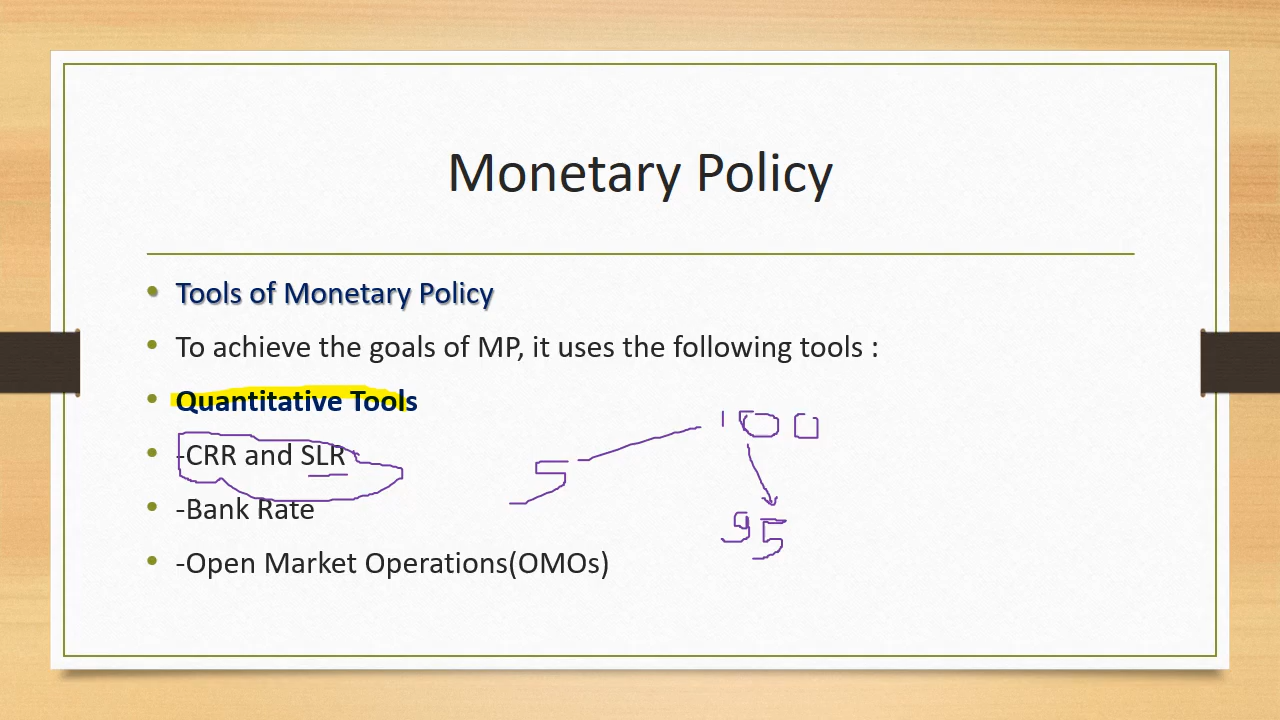 Monetary Policy
• Tools of Monetary Policy
• To achieve the goals of MP, it uses the following tools :
• Quantitative Tools
• -CRR and SLR
100
5
• -Bank Rate
95
• -Open Market Operations(OMOs)